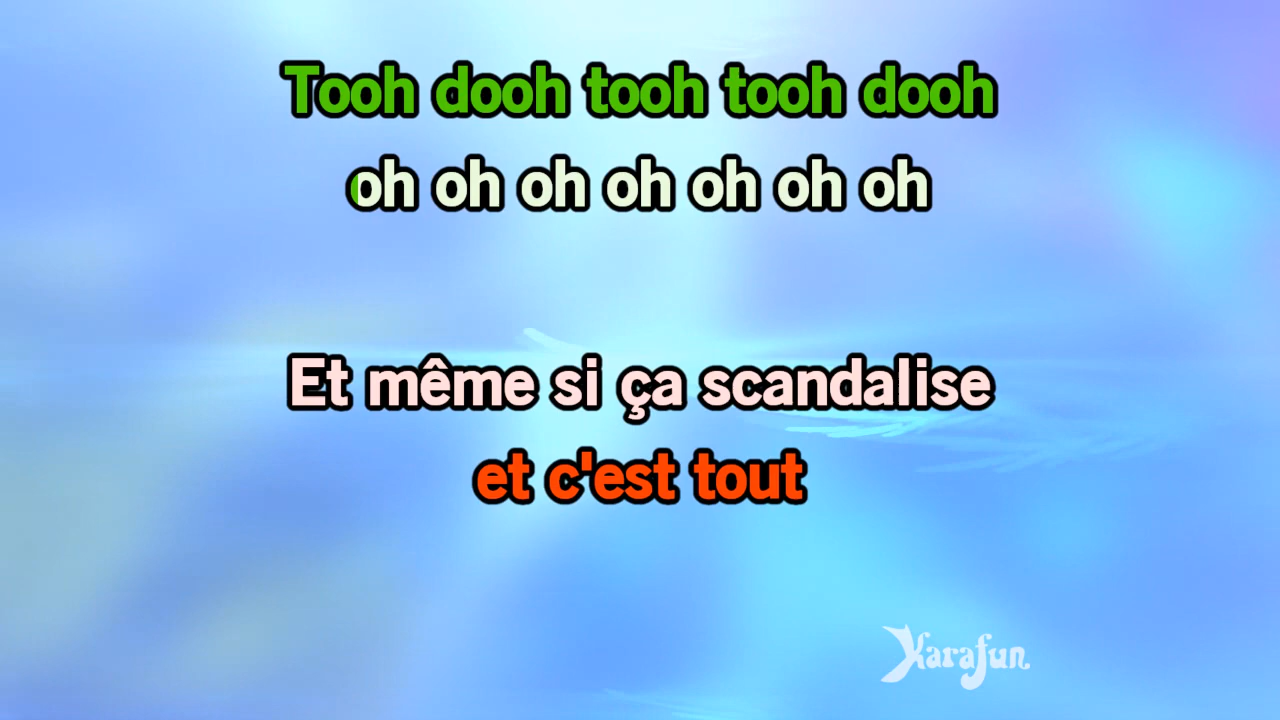 Tooh dooh tooh tooh dooh
oh oh oh oh oh oh oh
Et même si ça scandalise
et c'est tout
Karafun